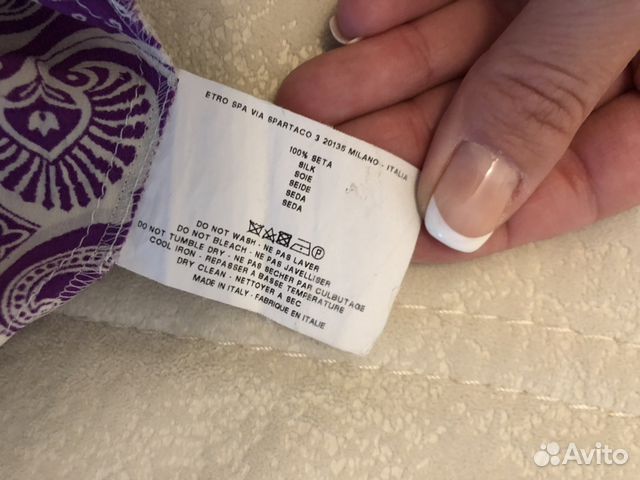 ETRO SPA VIA SPARTACO 3 20135 MILANO - ITALIA
100% SETA
SILK
SOIE
SEIDE
SEDA
SEDA
P
DO NOT WASH - NE PAS LAVER
DO NOT BLEACH - NE PAS JAVELLISER
DO NOT TUMBLE DRY - NE PAS SECHER PAR CULBUTAGE
COOL IRON - REPASSER A BASSE TEMPERATURE
DRY CLEAN - NETTOYER A SEC
MADE IN ITALY - FABRIQUE EN ITALIE
Avito